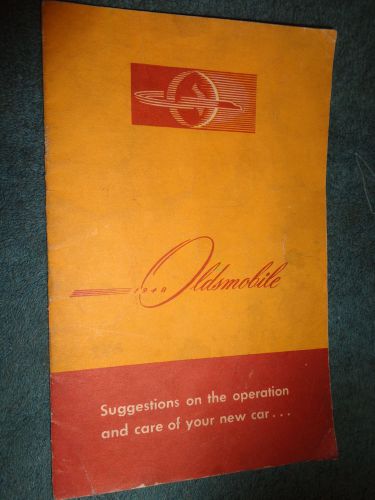 Oldsmobile
Suggestions on the operation
and care of your new car...